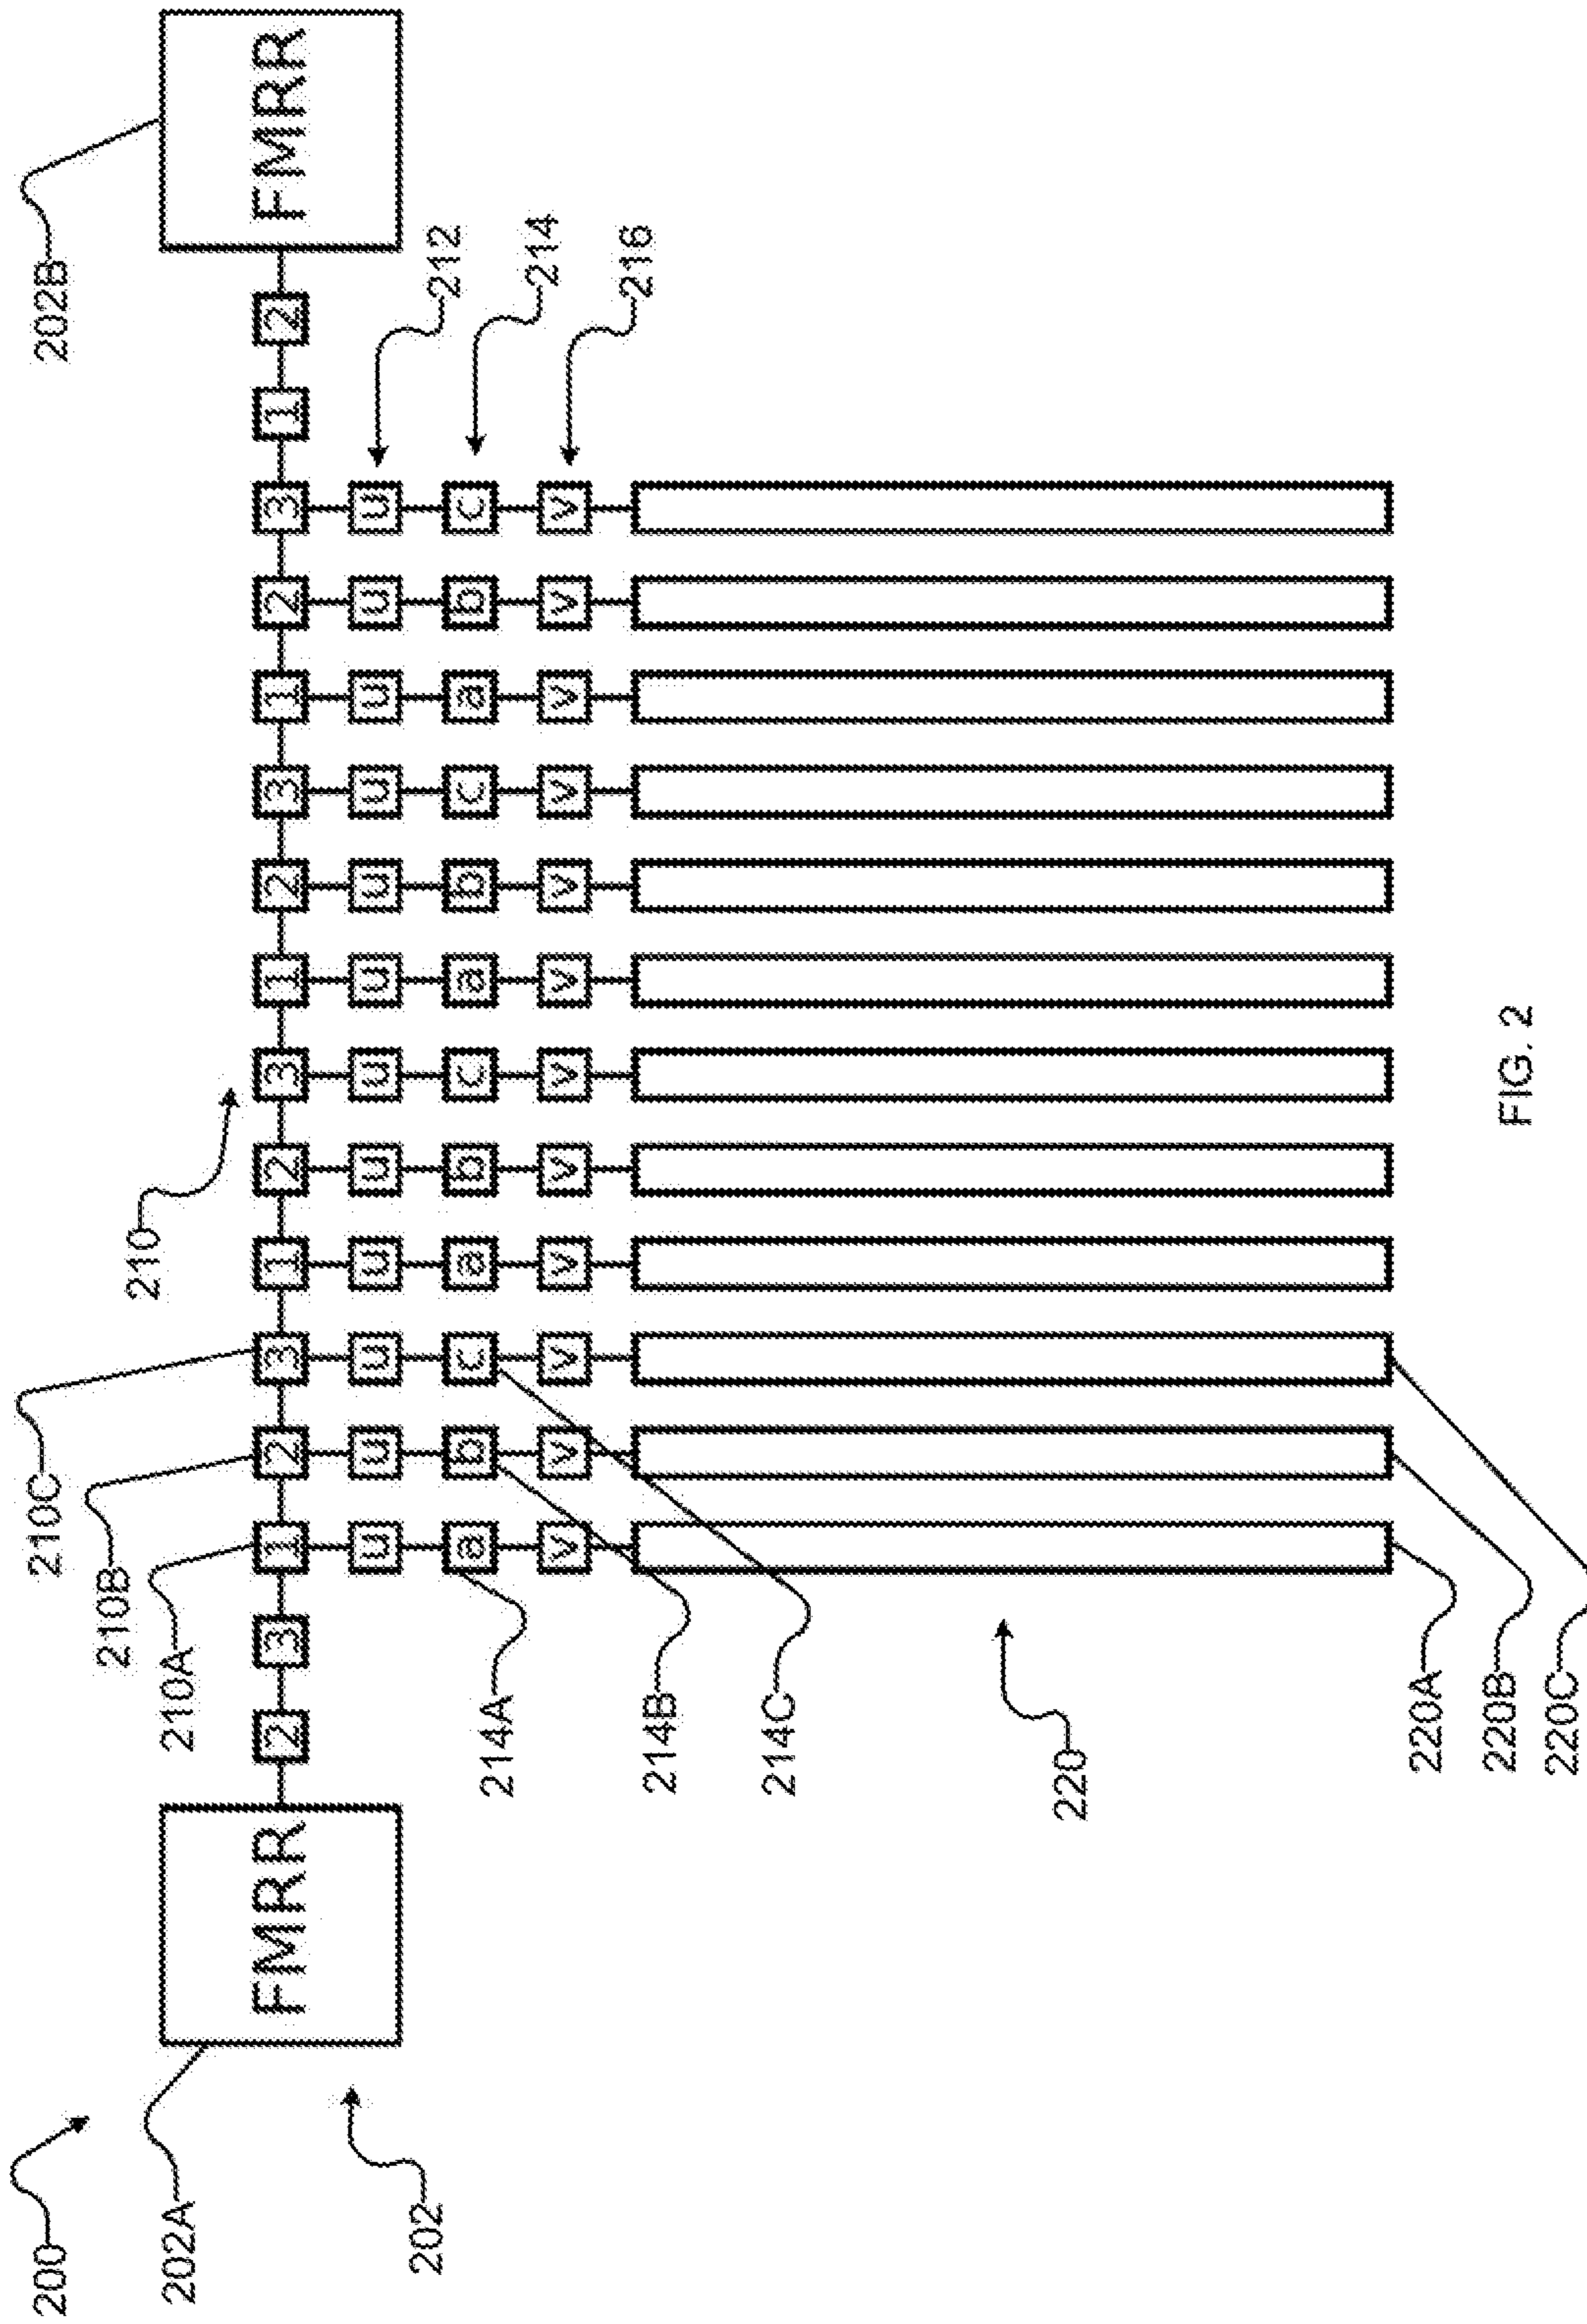 200
210C
202B
210B
210
202A
210A
FMRR 2 3 1 2 3 1 2 3 1 2 3 1 2 3 1 2 FMRR
u u u u u u u u u u u u
202
212
a b c a b c a b c a b c
214A
214
v v v v v v v v v v v v
216
214B
214C
220
220A
220B
220C
FIG. 2